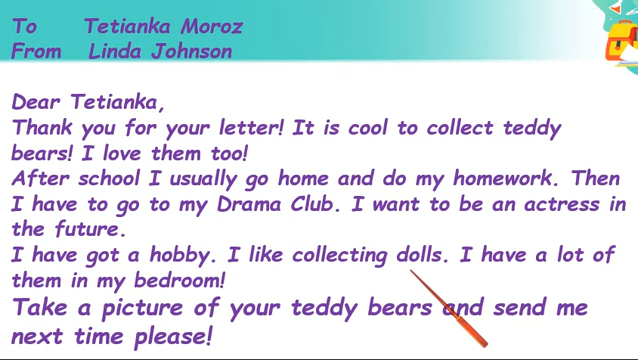 To Tetianka Moroz
From Linda Johnson
Dear Tetianka,
Thank you for your letter! It is cool to collect teddy
bears! I love them too!
After school I usually go home and do my homework. Then
I have to go to my Drama Club. I want to be an actress in
the future.
I have got a hobby. I like collecting dolls. I have a lot of
them in my bedroom!
Take a picture of your teddy bears and send me
next time please!